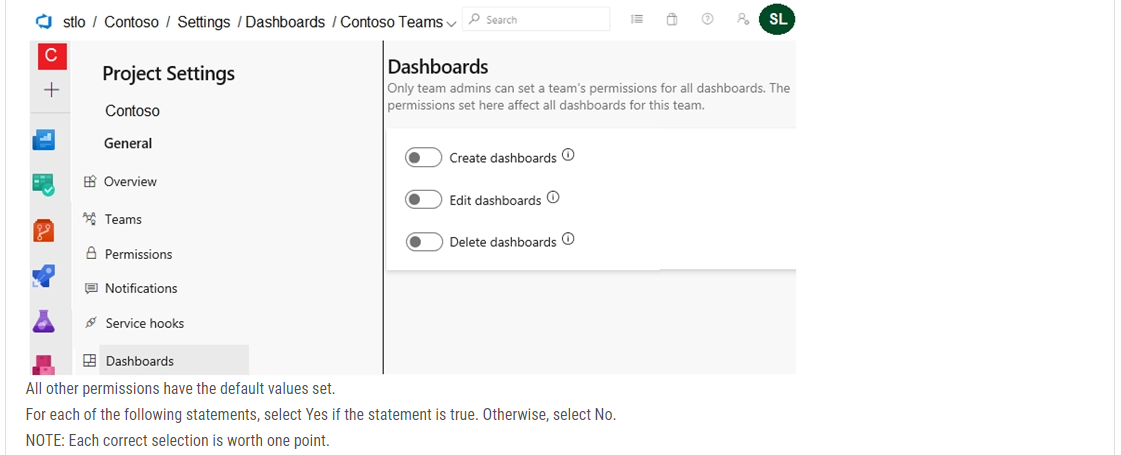 stlo / Contoso / Settings / Dashboards / Contoso Teams
Search
SL
C
Project Settings
Contoso
General
Overview
Teams
Permissions
Notifications
Service hooks
Dashboards
Dashboards
Only team admins can set a team's permissions for all dashboards. The
permissions set here affect all dashboards for this team.
Create dashboards
Edit dashboards
Delete dashboards
All other permissions have the default values set.
For each of the following statements, select Yes if the statement is true. Otherwise, select No.
NOTE: Each correct selection is worth one point.